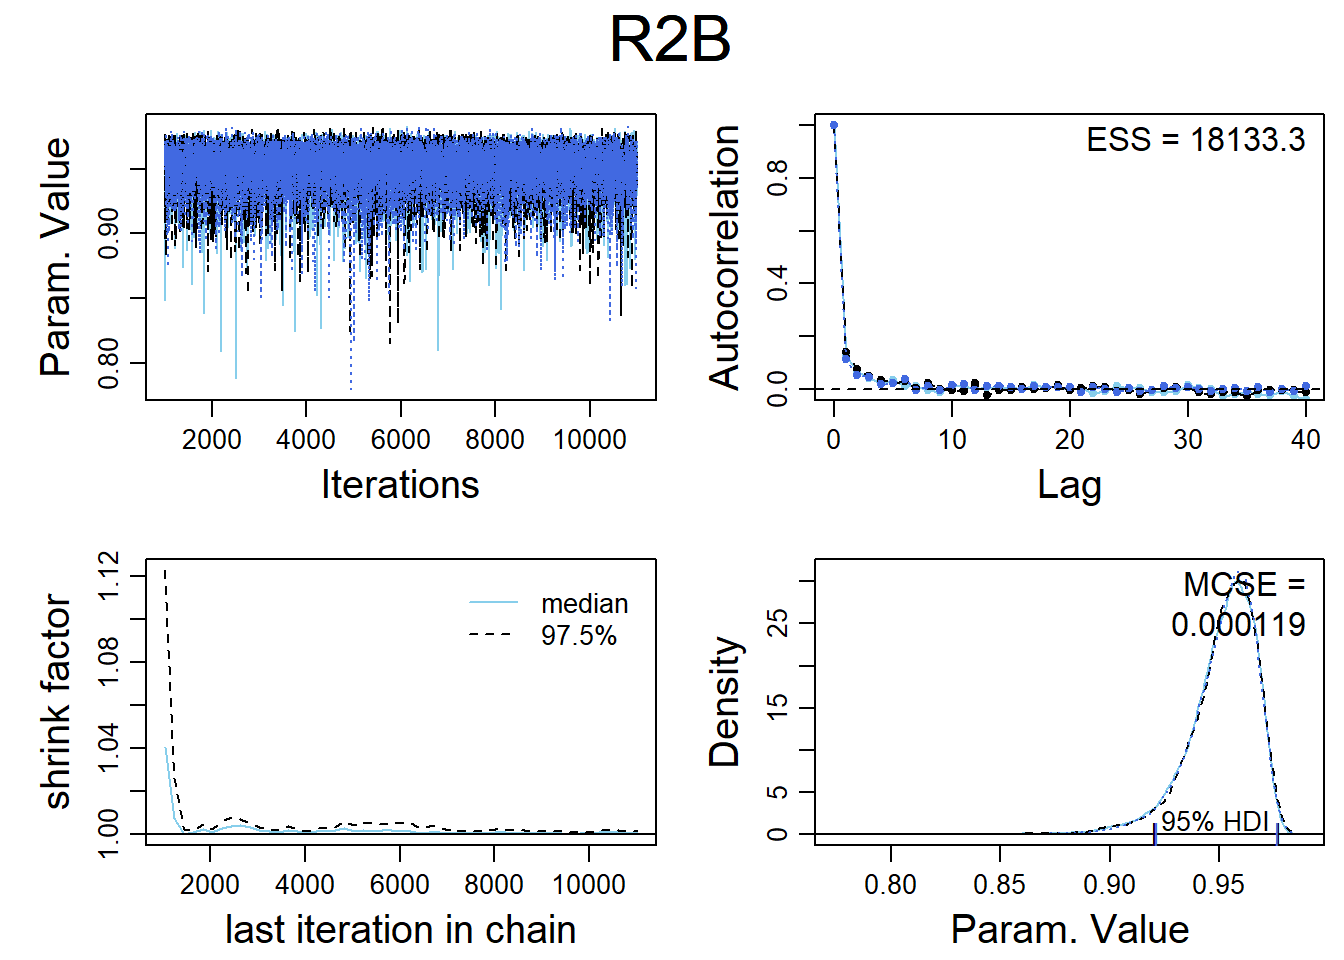 R2B
Param. Value
0.80
0.90
2000
4000
6000
8000
10000
Iterations
Autocorrelation
0.0
0.4
0.8
ESS = 18133.3
0
10
20
30
40
Lag
shrink factor
1.00
1.04
1.08
1.12
median
97.5%
2000
4000
6000
8000
10000
last iteration in chain
Density
0
5
15
25
MCSE =
0.000119
95% HDI
0.80
0.85
0.90
0.95
Param. Value